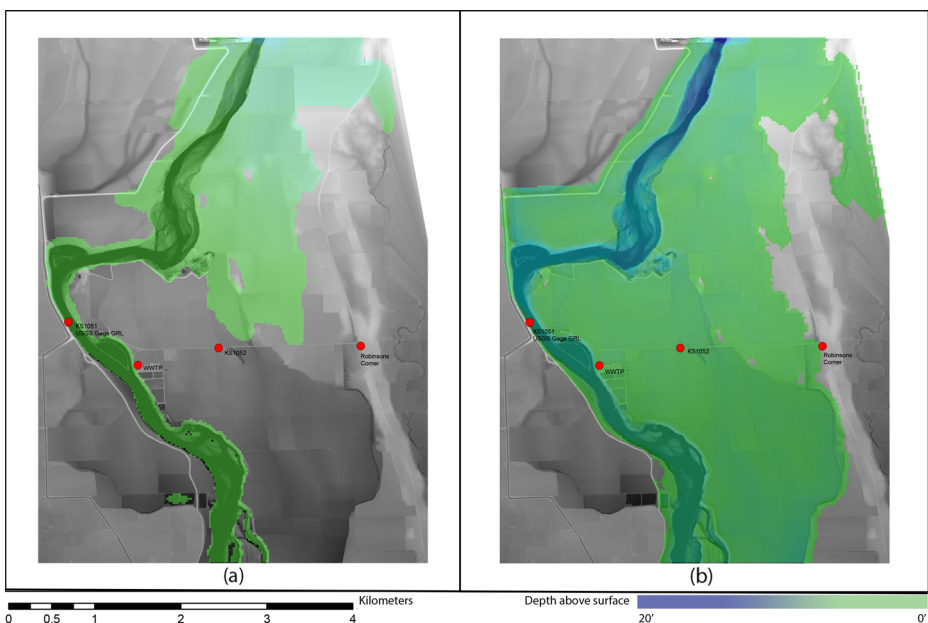 KS1051
USGS Gage GRL
KS1052
WWTP
Robinsons
Corner
(a)
KS1051
USGS Gage GRL
KS1052
WWTP
Robinsons
Corner
(b)
Kilometers
0 0.5 1 2 3 4
Depth above surface
20' 0'